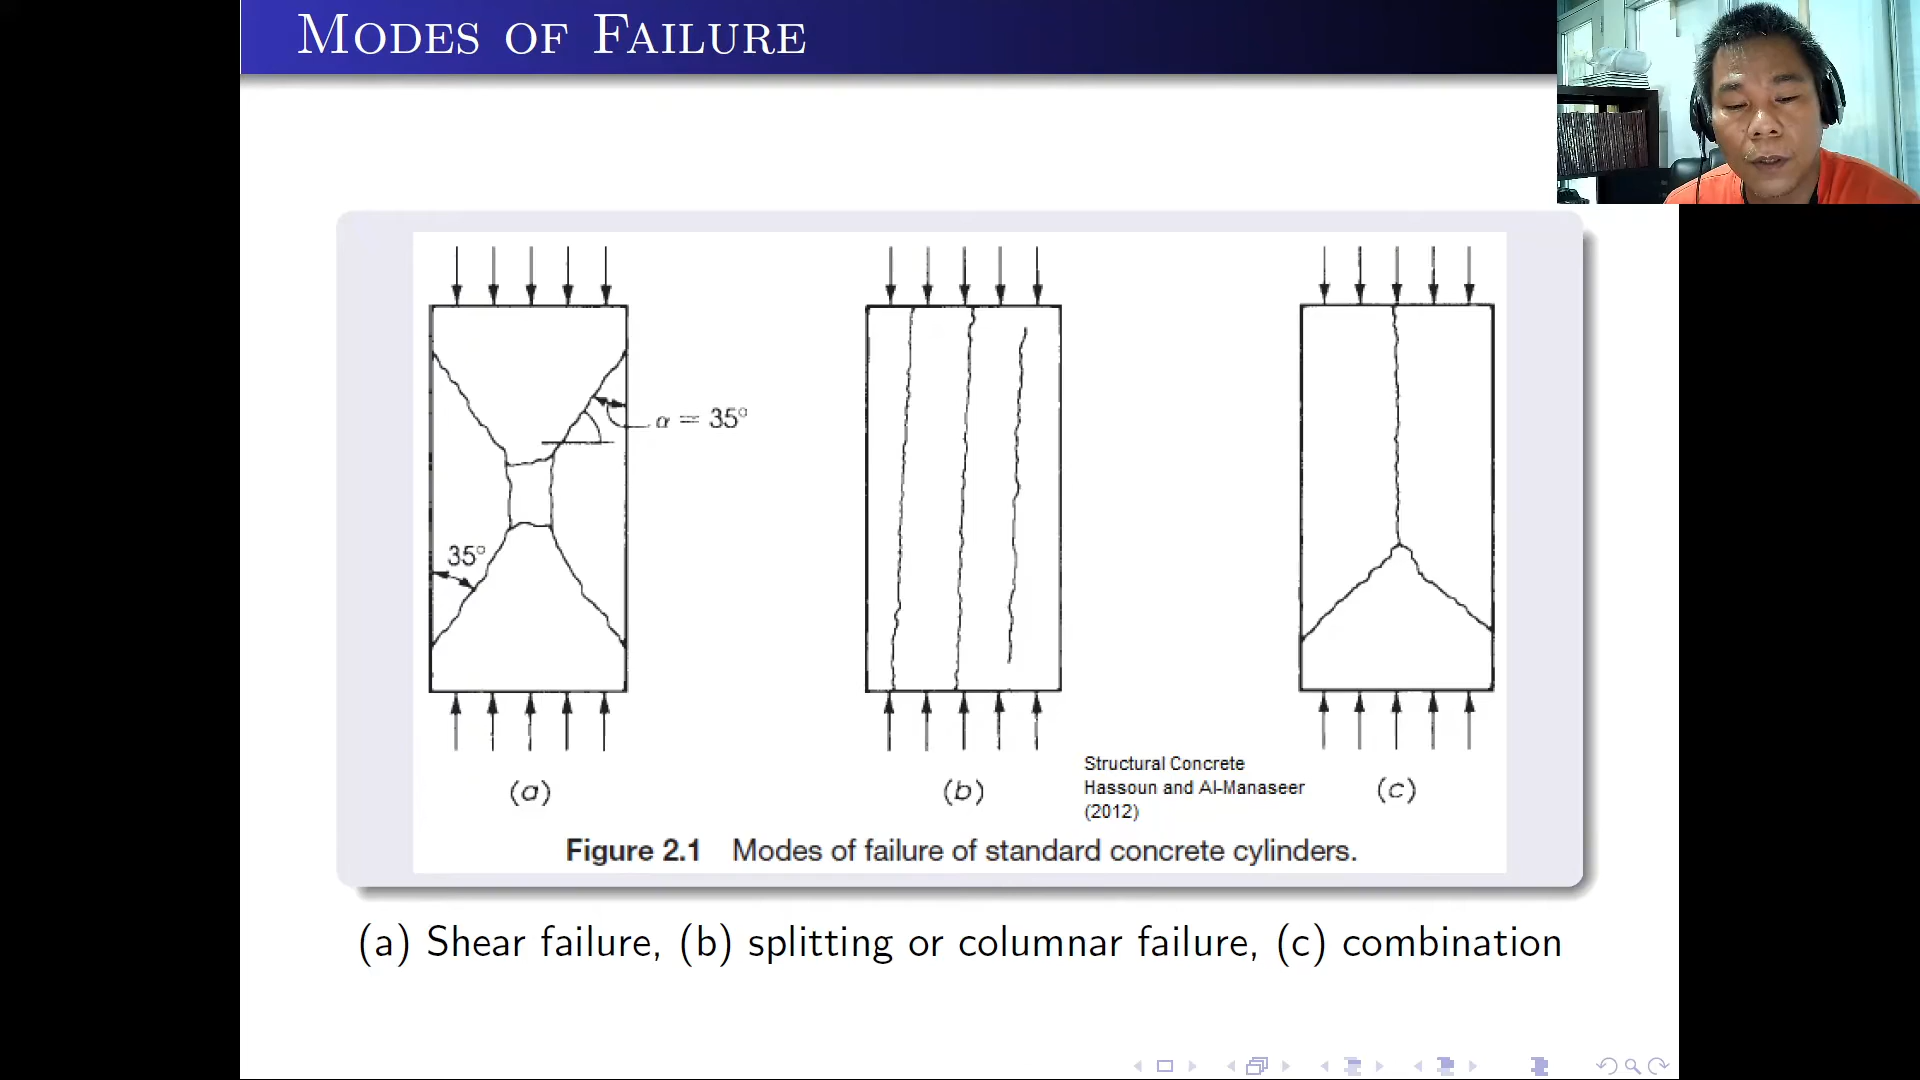 MODES OF FAILURE
α = 35°
35°
(a)
(b)
Structural Concrete
Hassoun and Al-Manaseer
(2012)
(c)
Figure 2.1 Modes of failure of standard concrete cylinders.
(a) Shear failure, (b) splitting or columnar failure, (c) combination